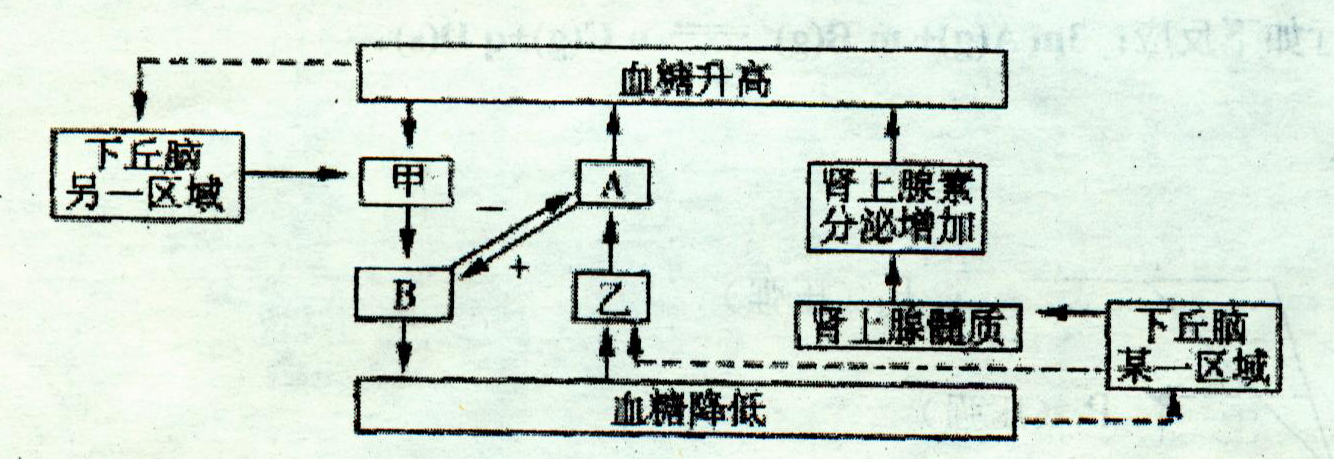 血糖升高
下丘脑
另一区域
甲
A
肾上腺素
分泌增加
−
+
B
乙
肾上腺髓质
下丘脑
某一区域
血糖降低